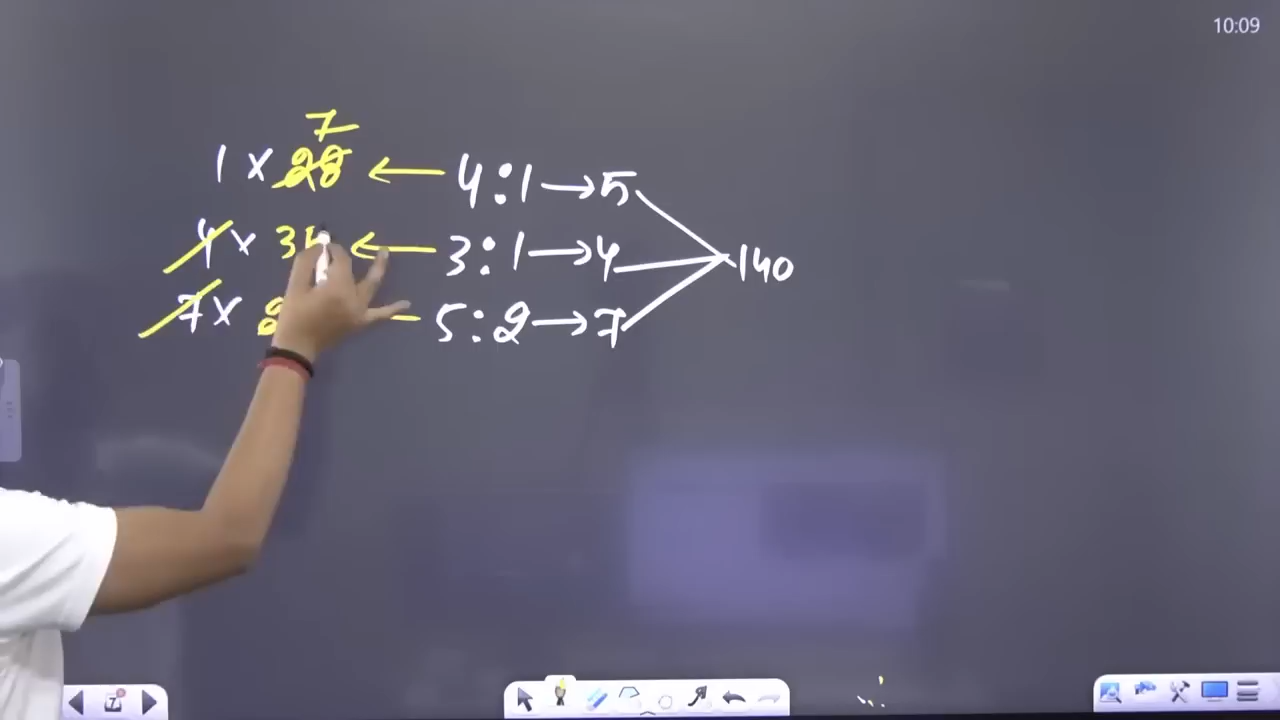 10:09
7
1 x 28 ← 4:1 → 5
4 x 3 ← 3:1 → 4
140
7 x 5:2 → 7